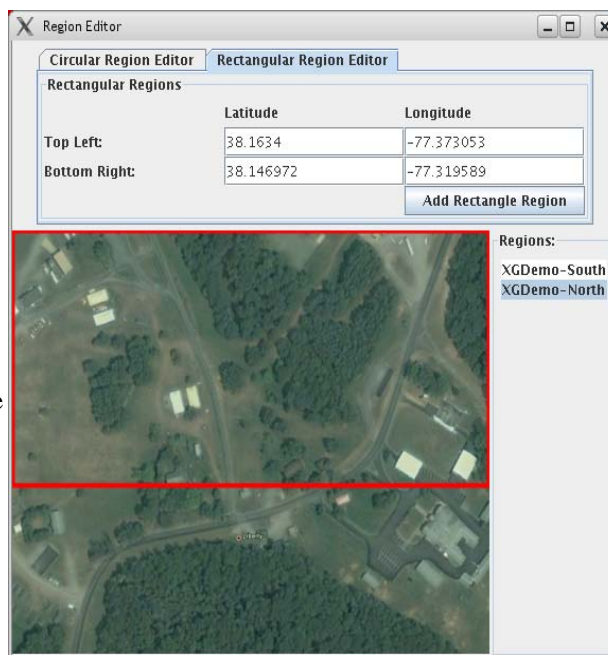 Region Editor
Circular Region Editor Rectangular Region Editor
Rectangular Regions
Latitude Longitude
Top Left: 38.1634 -77.373053
Bottom Right: 38.146972 -77.319589
Add Rectangle Region
Regions:
XGDemo-South
XGDemo-North
e